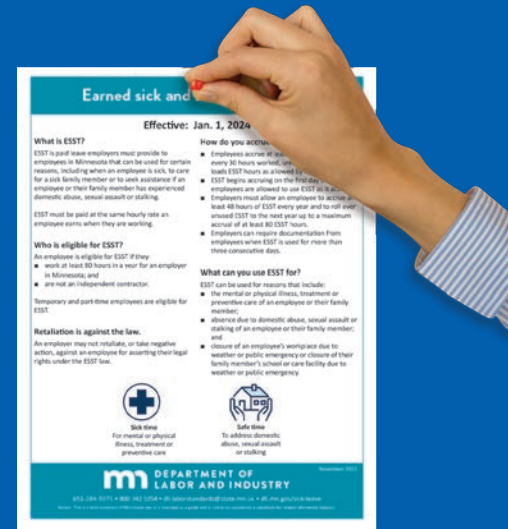 Earned sick and
Effective: Jan. 1, 2024
What is ESST?
ESST is paid leave employers must provide to
employees in Minnesota that can be used for certain
reasons, including when an employee is sick, to care
for a sick family member or to seek assistance if an
employee or their family member has experienced
domestic abuse, sexual assault or stalking.
ESST must be paid at the same hourly rate an
employee earns when they are working.
Who is eligible for ESST?
An employee is eligible for ESST if they:
■ work at least 80 hours in a year for an employer
in Minnesota; and
■ are not an independent contractor.
Temporary and part-time employees are eligible for
ESST.
Retaliation is against the law.
An employer may not retaliate, or take negative
action, against an employee for asserting their legal
rights under the ESST law.
How do you accrue
■ Employees accrue at least
every 30 hours worked,
loads ESST hours as allowed by
■ ESST begins accruing on the first day
employees are allowed to use ESST as it
■ Employers must allow an employee to accrue at
least 48 hours of ESST every year and to roll over
unused ESST to the next year up to a maximum
accrual of at least 80 ESST hours.
■ Employers can require documentation from
employees when ESST is used for more than
three consecutive days.
What can you use ESST for?
ESST can be used for reasons that include:
■ the mental or physical illness, treatment or
preventive care of an employee or their family
member;
■ absence due to domestic abuse, sexual assault or
stalking of an employee or their family member;
and
■ closure of an employee's workplace due to
weather or public emergency or closure of their
family member's school or care facility due to
weather or public emergency.
Sick time
For mental or physical
illness, treatment or
preventive care
Safe time
To address domestic
abuse, sexual assault
or stalking
November 2023
mn DEPARTMENT OF
LABOR AND INDUSTRY